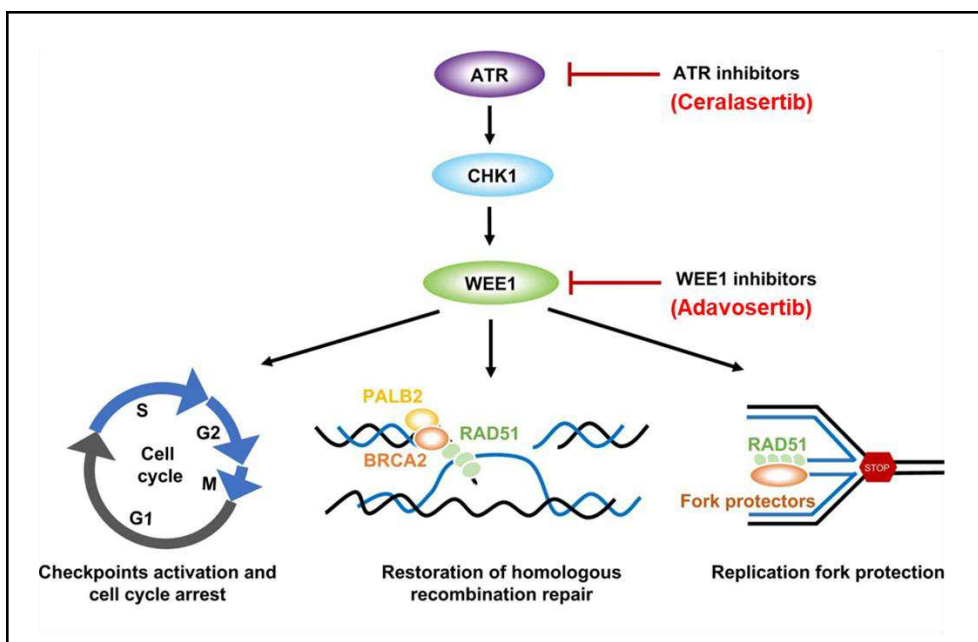 ATR
ATR inhibitors
(Ceralasertib)
CHK1
WEE1
WEE1 inhibitors
(Adavosertib)
S
G2
Cell
cycle
M
G1
Checkpoints activation and
cell cycle arrest
PALB2
RAD51
BRCA2
Restoration of homologous
recombination repair
RAD51
STOP
Fork protectors
Replication fork protection